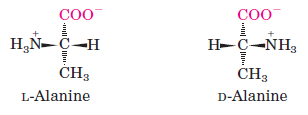 COO⁻ COO⁻
H₃N⁺ C H H C N⁺H₃
CH₃ CH₃
L-Alanine D-Alanine